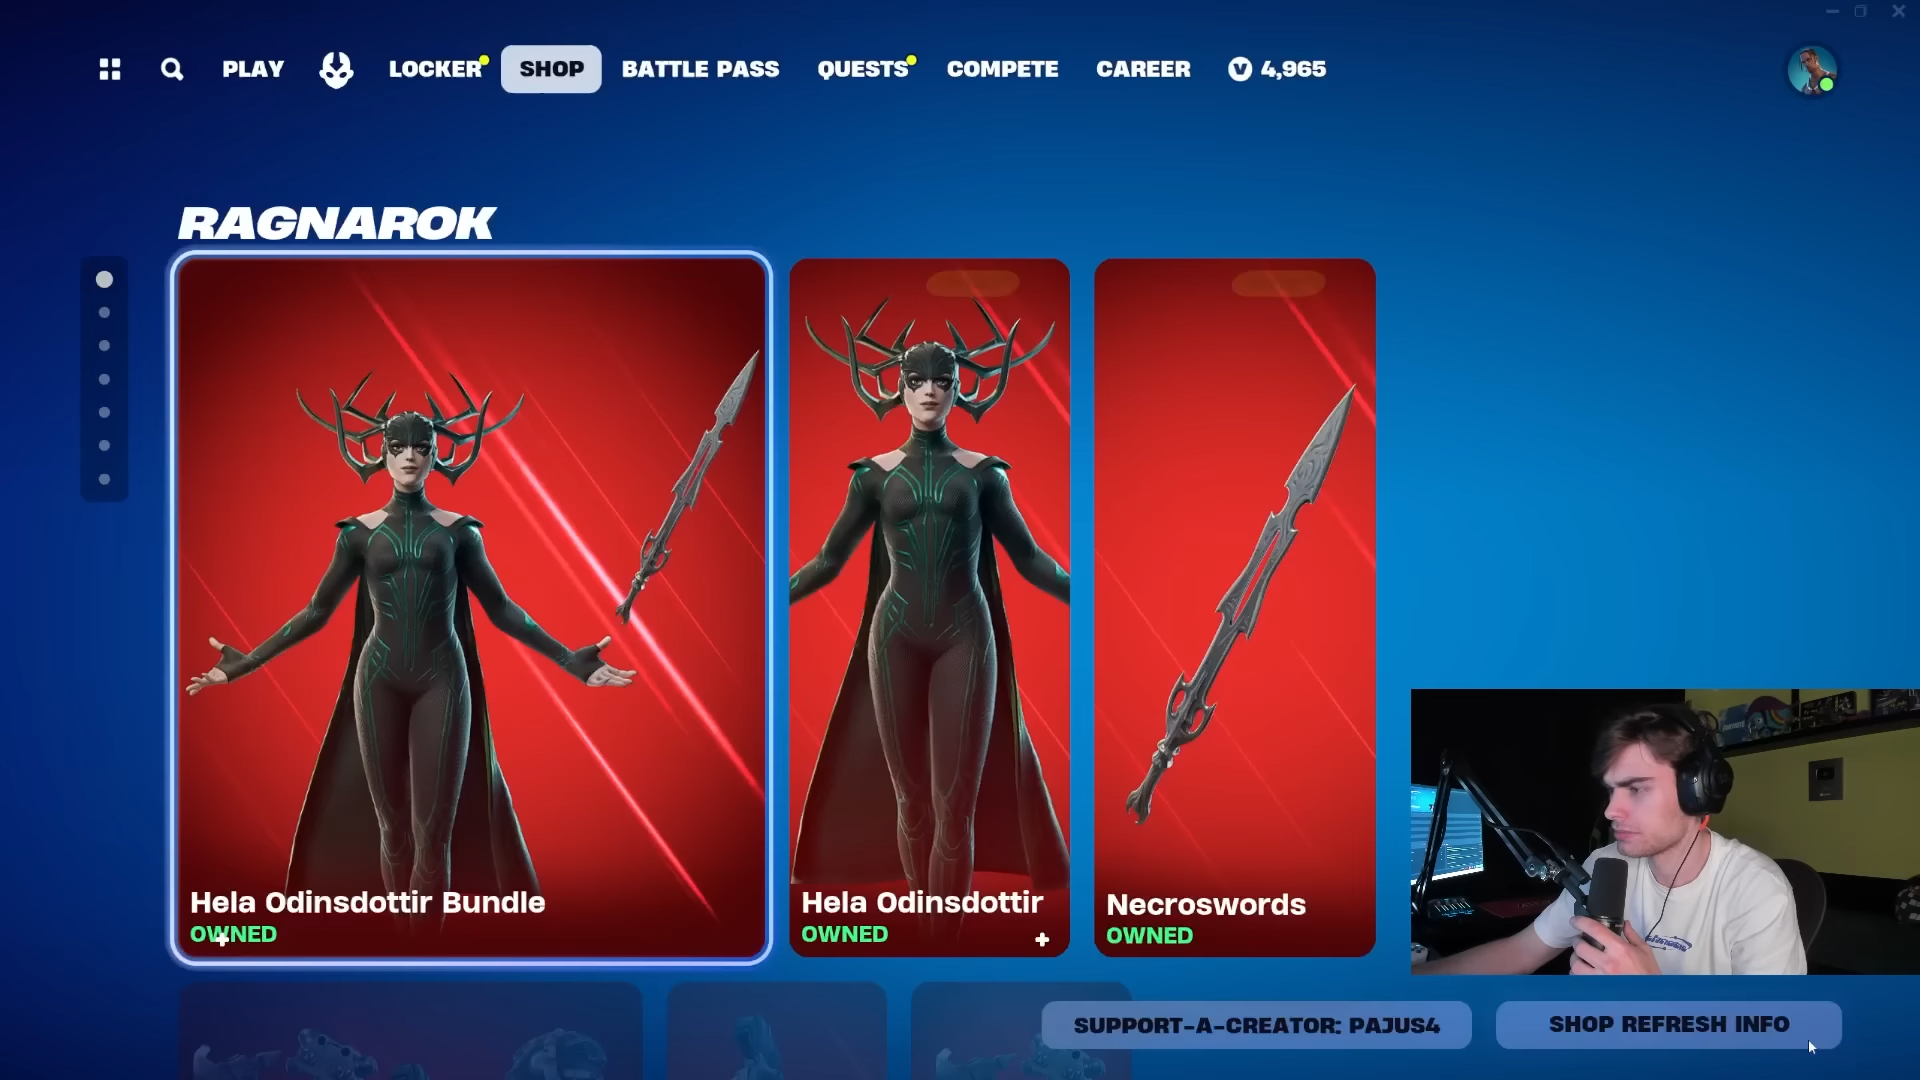 PLAY
LOCKER
SHOP
BATTLE PASS
QUESTS
COMPETE
CAREER
V 4,965
RAGNAROK
Hela Odinsdottir Bundle
OWNED
Hela Odinsdottir
OWNED
Necroswords
OWNED
SUPPORT-A-CREATOR: PAJUS4
SHOP REFRESH INFO